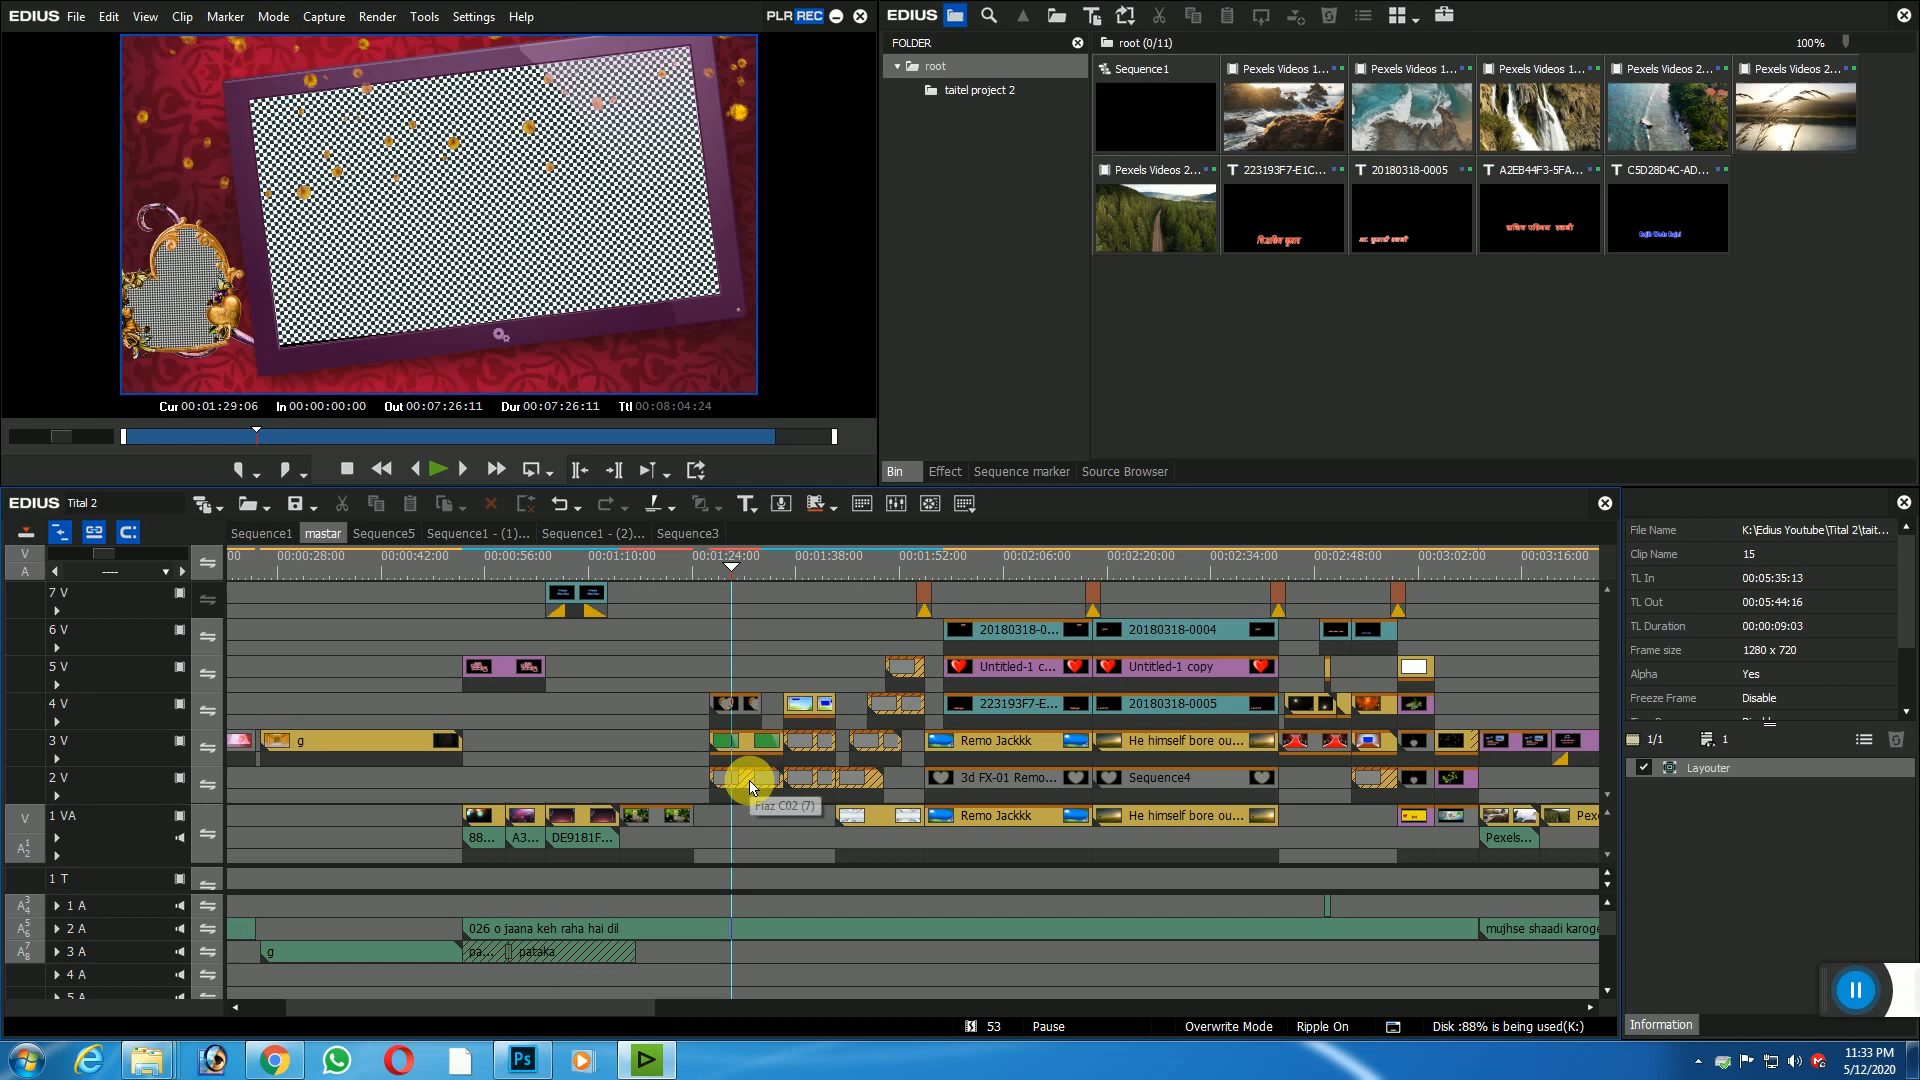 EDIUS File Edit View Clip Marker Mode Capture Render Tools Settings Help
PLR REC
Cur 00:01:29:06 In 00:00:00:00 Out 00:07:26:11 Dur 00:07:26:11 Ttl 00:08:04:24
EDIUS
FOLDER
root (0/11)
100%
root
taitel project 2
Sequence1
Pexels Videos 1...
Pexels Videos 1...
Pexels Videos 1...
Pexels Videos 2...
Pexels Videos 2...
Pexels Videos 2...
T 223193F7-E1C...
T 20180318-0005
T A2EB44F3-5FA...
T C5D28D4C-AD...
Bin Effect Sequence marker Source Browser
EDIUS Tital 2
Sequence1 mastar Sequence5 Sequence1 - (1)... Sequence1 - (2)... Sequence3
00 00:00:28:00 00:00:42:00 00:00:56:00 00:01:10:00 00:01:24:00 00:01:38:00 00:01:52:00 00:02:06:00 00:02:20:00 00:02:34:00 00:02:48:00 00:03:02:00 00:03:16:00
V
A
----
7 V
6 V
20180318-0... 20180318-0004
5 V
Untitled-1 c... Untitled-1 copy
4 V
223193F7-E... 20180318-0005
3 V
g
Remo Jackkk He himself bore ou...
2 V
3d FX-01 Remo... Sequence4
Flaz C02 (7)
V 1 VA
Remo Jackkk He himself bore ou... Pex
88... A3... DE9181F... Pexels...
1 T
1 A
2 A
026 o jaana keh raha hai dil mujhse shaadi karoge
3 A
g pa... pataka
4 A
5 A
53 Pause Overwrite Mode Ripple On Disk :88% is being used(K:)
File Name K:\Edius Youtube\Tital 2\tait...
Clip Name 15
TL In 00:05:35:13
TL Out 00:05:44:16
TL Duration 00:00:09:03
Frame size 1280 x 720
Alpha Yes
Freeze Frame Disable
1/1 1
Layouter
Information
Ps
11:33 PM
5/12/2020